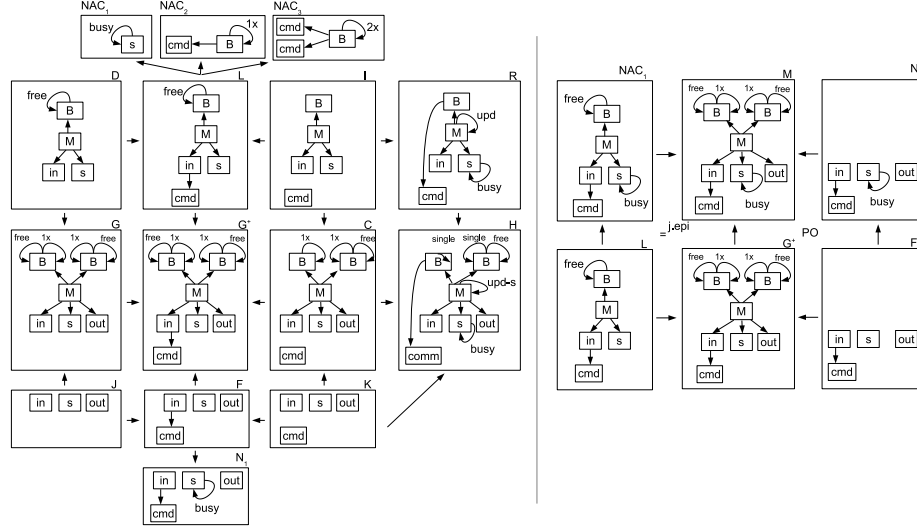 NAC1 NAC2 NAC3
busy s cmd B 1x cmd cmd B 2x
D L I R
free B M in s
free B M in s cmd
B M in s cmd
B upd M in s busy cmd
G G+ C H
free 1x 1x free B B M in s out
free 1x 1x free B B M in s out cmd
1x 1x free B B M in s out cmd
single single free B B M upd-s in s out busy comm
J F K
in s out
in s out cmd
in s out cmd
N1
in s out cmd busy
NAC1 M N
free B M in s cmd busy
free 1x 1x free B B M in s out cmd busy
in s out cmd busy
= j.epi PO
L G+ F
free B M in s cmd
free 1x 1x free B B M in s out cmd
in s out cmd